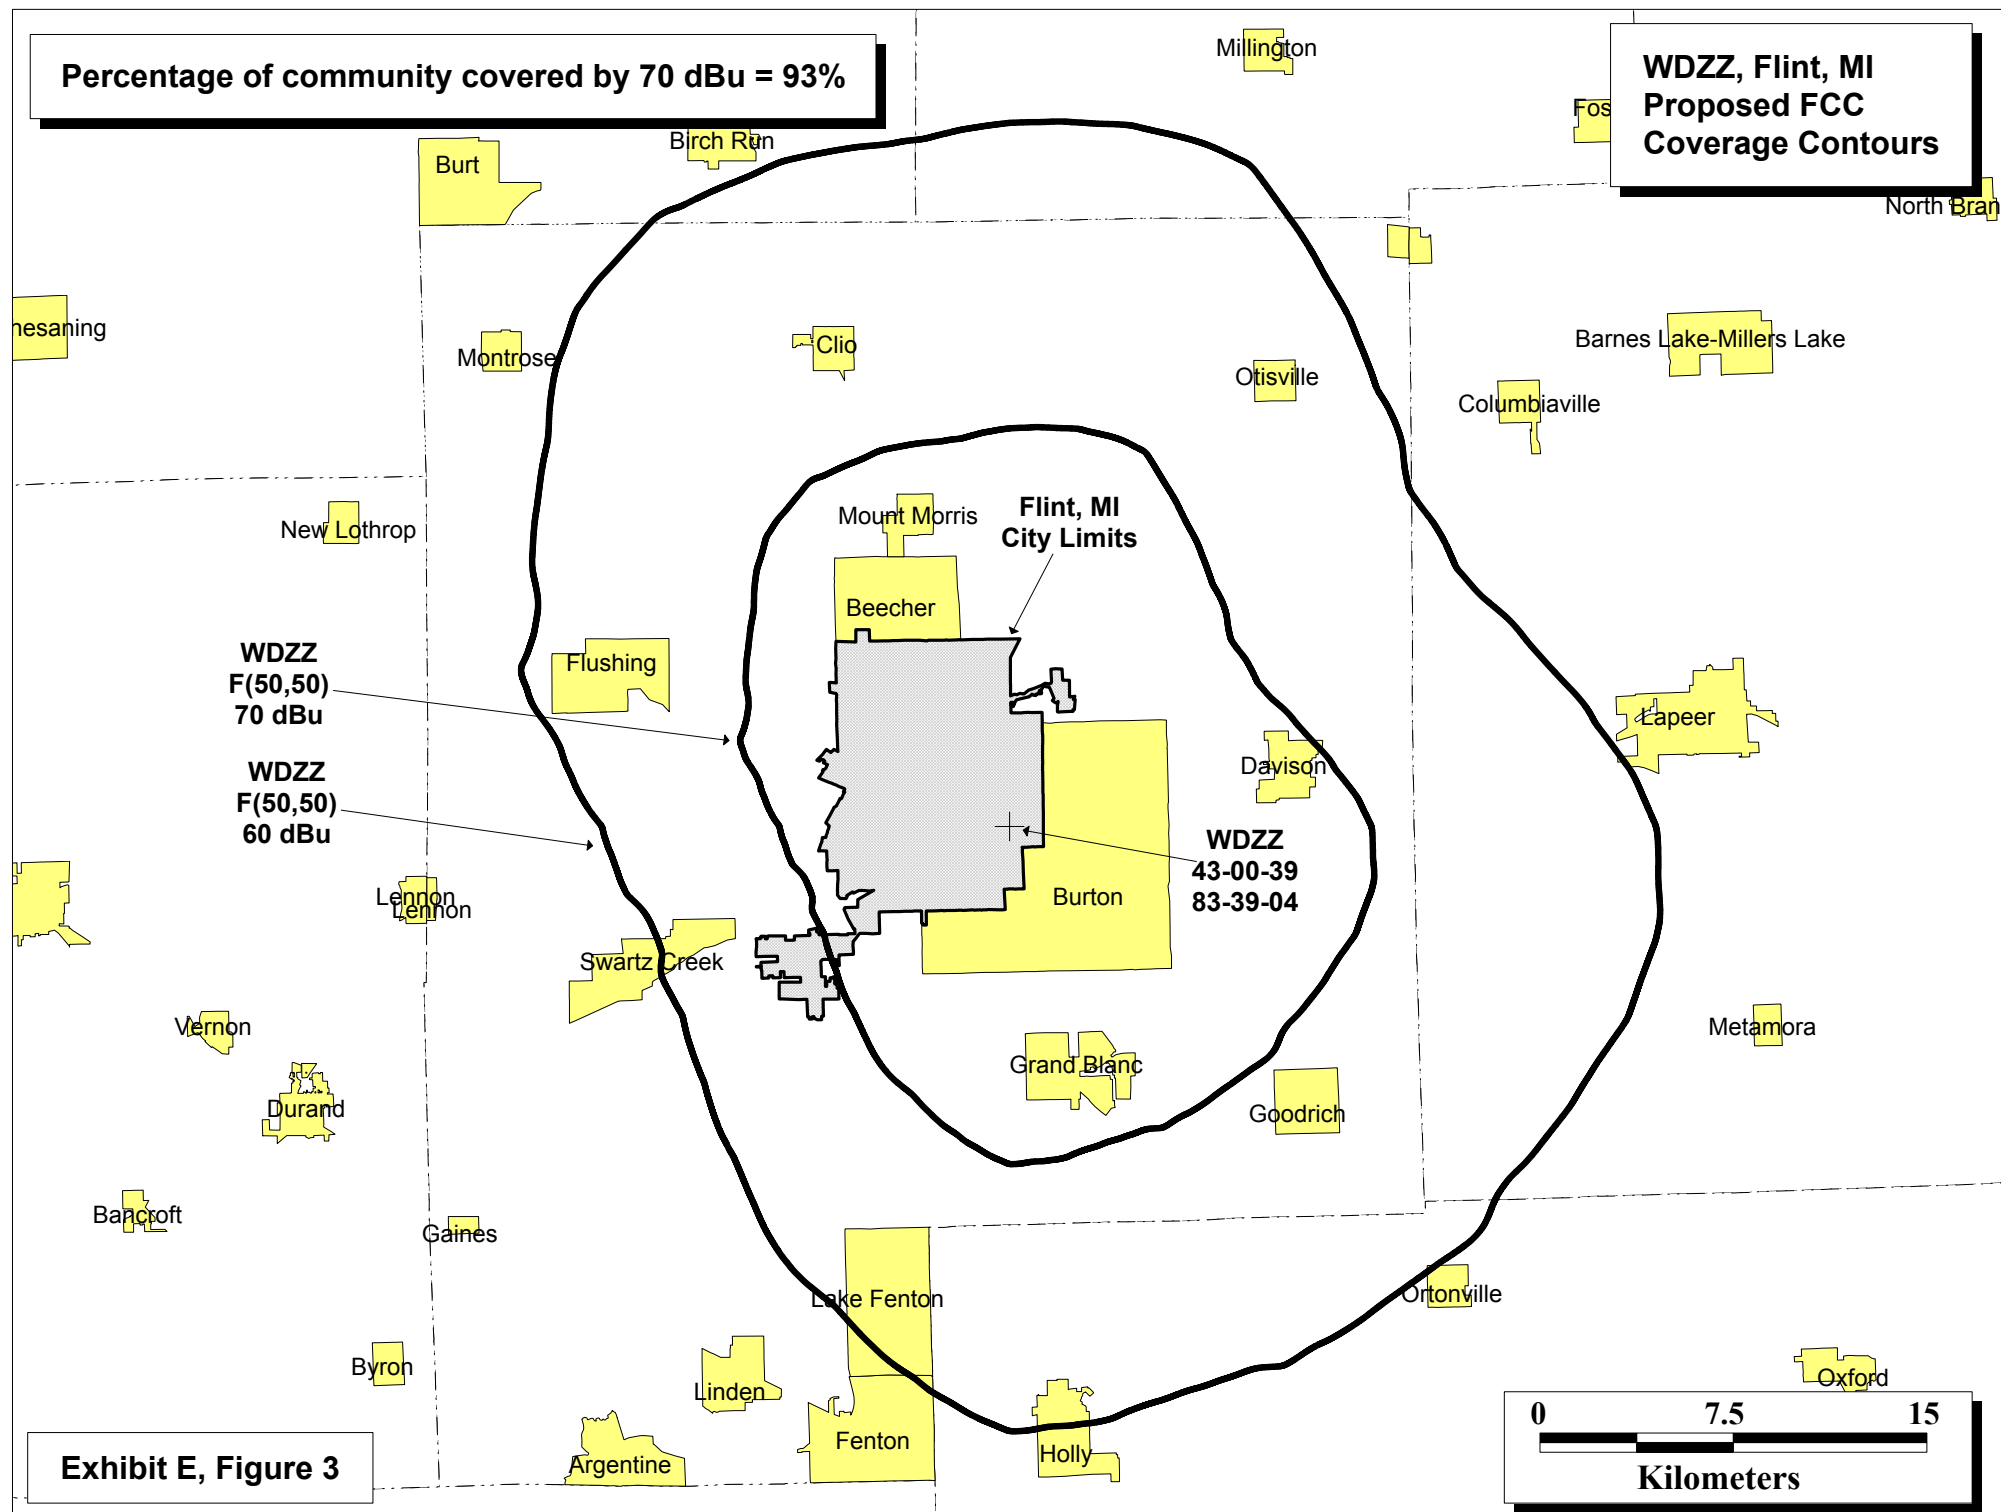 Percentage of community covered by 70 dBu = 93%
WDZZ, Flint, MI
Proposed FCC
Coverage Contours
Millington
Fos
Birch Run
Burt
North Bran
hesaning
Montrose
Clio
Otisville
Barnes Lake-Millers Lake
Columbiaville
New Lothrop
Mount Morris
Flint, MI
City Limits
Beecher
WDZZ
F(50,50)
70 dBu
Flushing
Lapeer
WDZZ
F(50,50)
60 dBu
Davison
WDZZ
43-00-39
83-39-04
Lennon
Lennon
Burton
Swartz Creek
Vernon
Metamora
Grand Blanc
Durand
Goodrich
Bancroft
Gaines
Lake Fenton
Ortonville
Byron
Linden
Oxford
Fenton
Holly
Argentine
0 7.5 15
Kilometers
Exhibit E, Figure 3